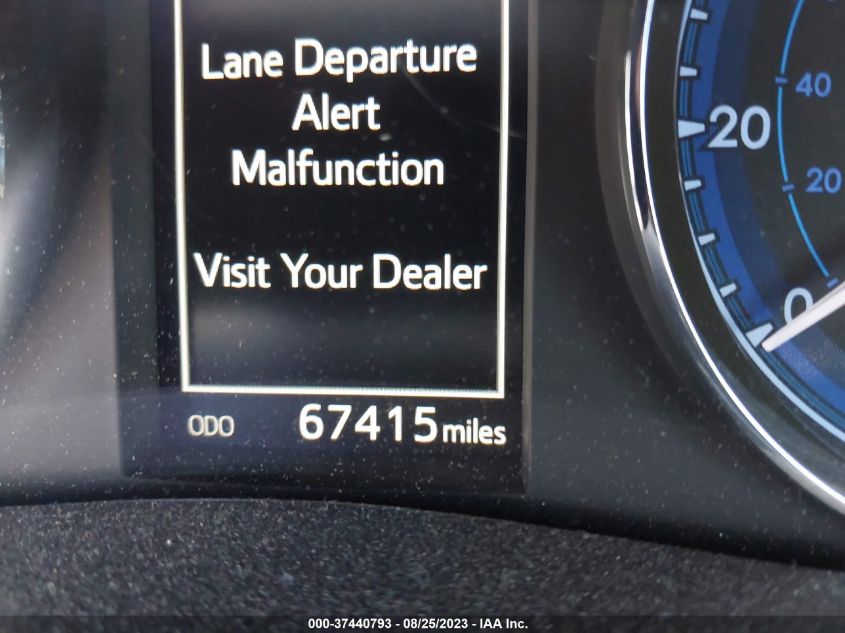 Lane Departure
Alert
Malfunction
Visit Your Dealer
ODO 67415 miles
40
20
20
0
000-37440793 - 08/25/2023 - IAA Inc.